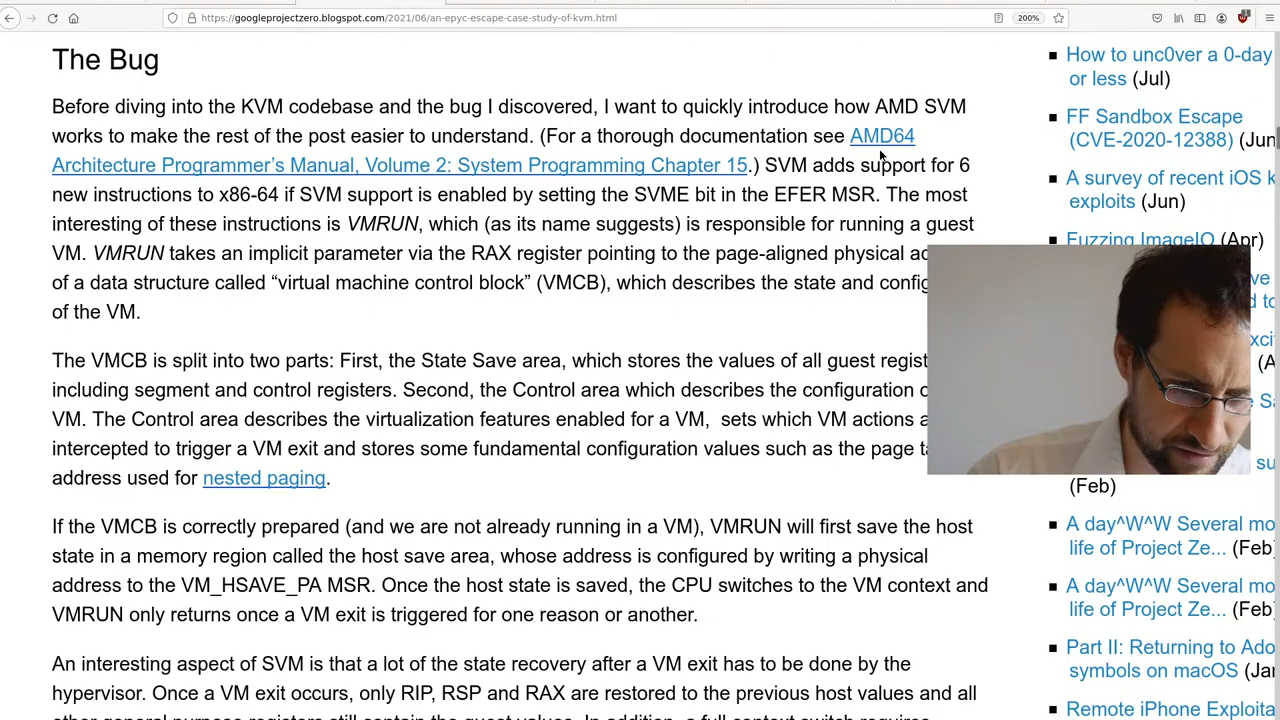 https://googleprojectzero.blogspot.com/2021/06/an-epyc-escape-case-study-of-kvm.html
200%
The Bug
Before diving into the KVM codebase and the bug I discovered, I want to quickly introduce how AMD SVM
works to make the rest of the post easier to understand. (For a thorough documentation see AMD64
Architecture Programmer’s Manual, Volume 2: System Programming Chapter 15.) SVM adds support for 6
new instructions to x86-64 if SVM support is enabled by setting the SVME bit in the EFER MSR. The most
interesting of these instructions is VMRUN, which (as its name suggests) is responsible for running a guest
VM. VMRUN takes an implicit parameter via the RAX register pointing to the page-aligned physical
of a data structure called “virtual machine control block” (VMCB), which describes the state and
of the VM.
The VMCB is split into two parts: First, the State Save area, which stores the values of all guest
including segment and control registers. Second, the Control area which describes the configuration
VM. The Control area describes the virtualization features enabled for a VM, sets which VM actions
intercepted to trigger a VM exit and stores some fundamental configuration values such as the page
address used for nested paging.
If the VMCB is correctly prepared (and we are not already running in a VM), VMRUN will first save the host
state in a memory region called the host save area, whose address is configured by writing a physical
address to the VM_HSAVE_PA MSR. Once the host state is saved, the CPU switches to the VM context and
VMRUN only returns once a VM exit is triggered for one reason or another.
An interesting aspect of SVM is that a lot of the state recovery after a VM exit has to be done by the
hypervisor. Once a VM exit occurs, only RIP, RSP and RAX are restored to the previous host values and all
other general purpose registers still contain the guest values. In addition, a full context switch requires
How to unc0ver a 0-day
or less (Jul)
FF Sandbox Escape
(CVE-2020-12388) (Jun
A survey of recent iOS k
exploits (Jun)
Fuzzing ImageIO (Apr)
(Feb)
A day^W^W Several mo
life of Project Ze... (Feb
A day^W^W Several mo
life of Project Ze... (Feb
Part II: Returning to Ado
symbols on macOS (Jan
Remote iPhone Exploita